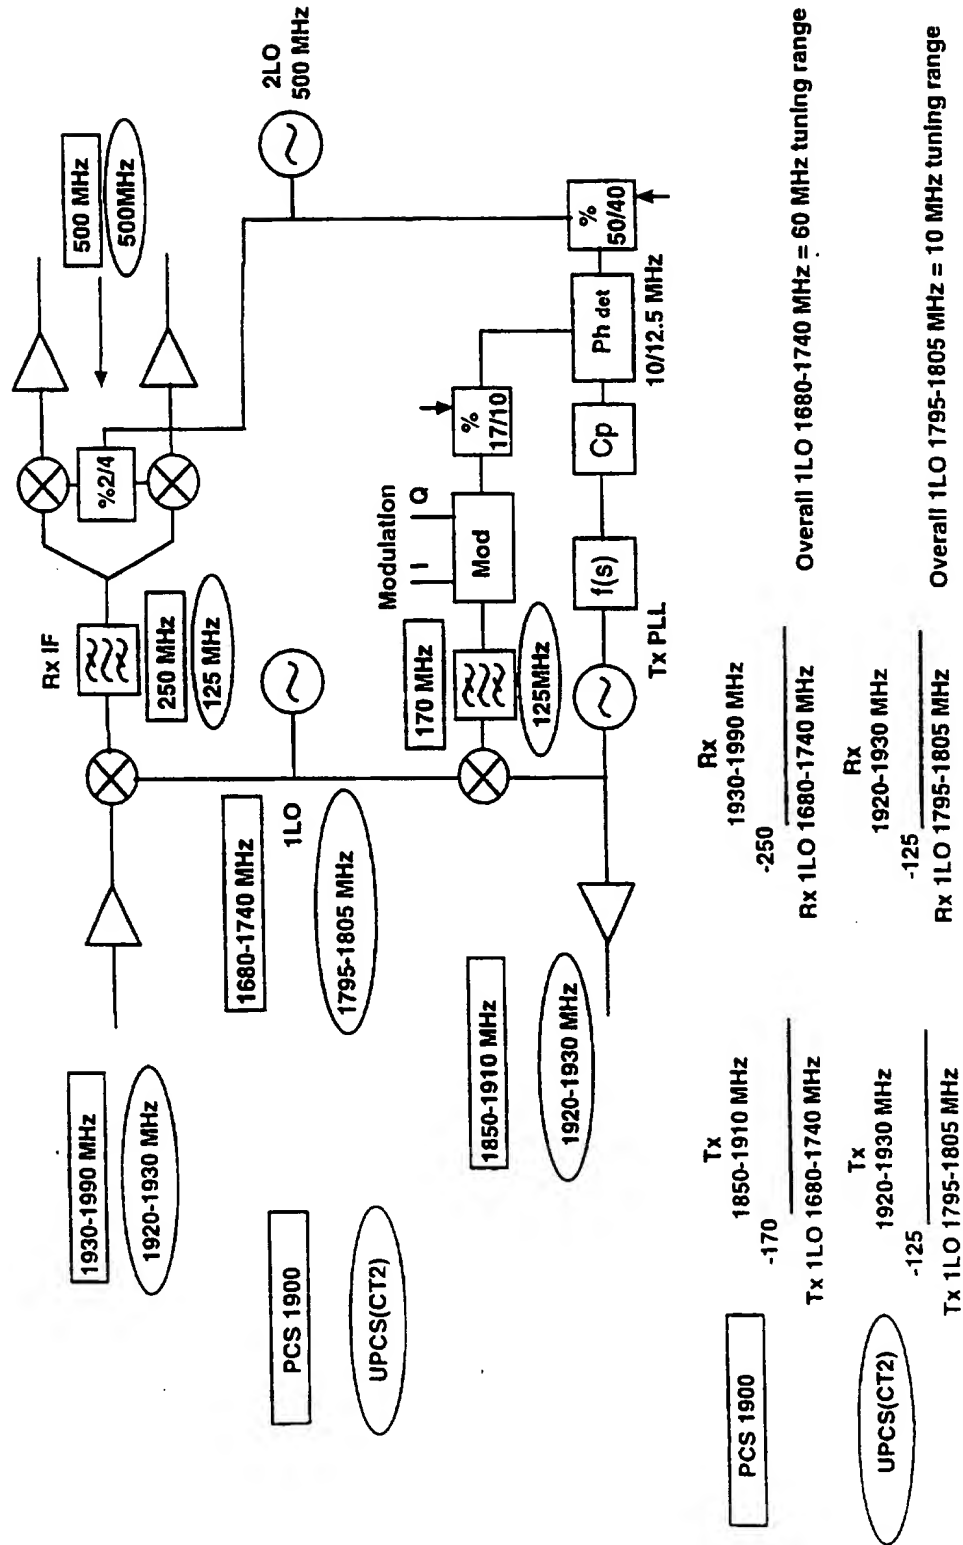 1930-1990 MHz
1920-1930 MHz
PCS 1900
UPCS(CT2)
1680-1740 MHz
1795-1805 MHz
1LO
Rx IF
250 MHz
125 MHz
%2/4
500 MHz
500MHz
2LO
500 MHz
1850-1910 MHz
1920-1930 MHz
170 MHz
125MHz
Modulation
I Q
Mod
%
17/10
Tx PLL
f(s)
Cp
Ph det
10/12.5 MHz
%
50/40
PCS 1900
Tx
1850-1910 MHz
-170
Tx 1LO 1680-1740 MHz
Rx
1930-1990 MHz
-250
Rx 1LO 1680-1740 MHz
Overall 1LO 1680-1740 MHz = 60 MHz tuning range
UPCS(CT2)
Tx
1920-1930 MHz
-125
Tx 1LO 1795-1805 MHz
Rx
1920-1930 MHz
-125
Rx 1LO 1795-1805 MHz
Overall 1LO 1795-1805 MHz = 10 MHz tuning range